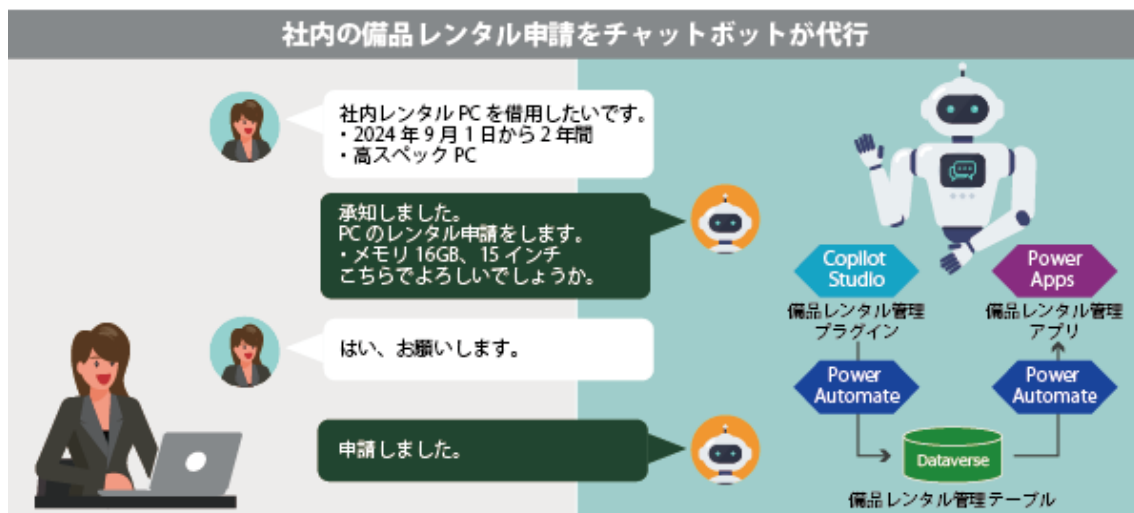 社内の備品レンタル申請をチャットボットが代行
社内レンタル PC を借用したいです。
・2024 年 9 月 1 日から 2 年間
・高スペック PC
承知しました。
PC のレンタル申請をします。
・メモリ 16GB、15 インチ
こちらでよろしいでしょうか。
はい、お願いします。
申請しました。
Copilot
Studio
備品レンタル管理
プラグイン
Power
Apps
備品レンタル管理
アプリ
Power
Automate
Power
Automate
Dataverse
備品レンタル管理テーブル